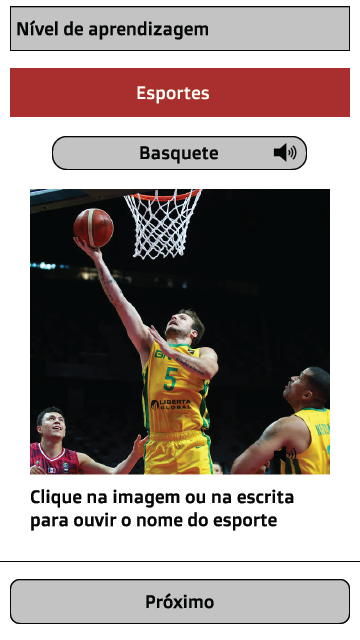 Nível de aprendizagem
Esportes
Basquete
5
LIBERTA
GLOBAL
Clique na imagem ou na escrita
para ouvir o nome do esporte
Próximo